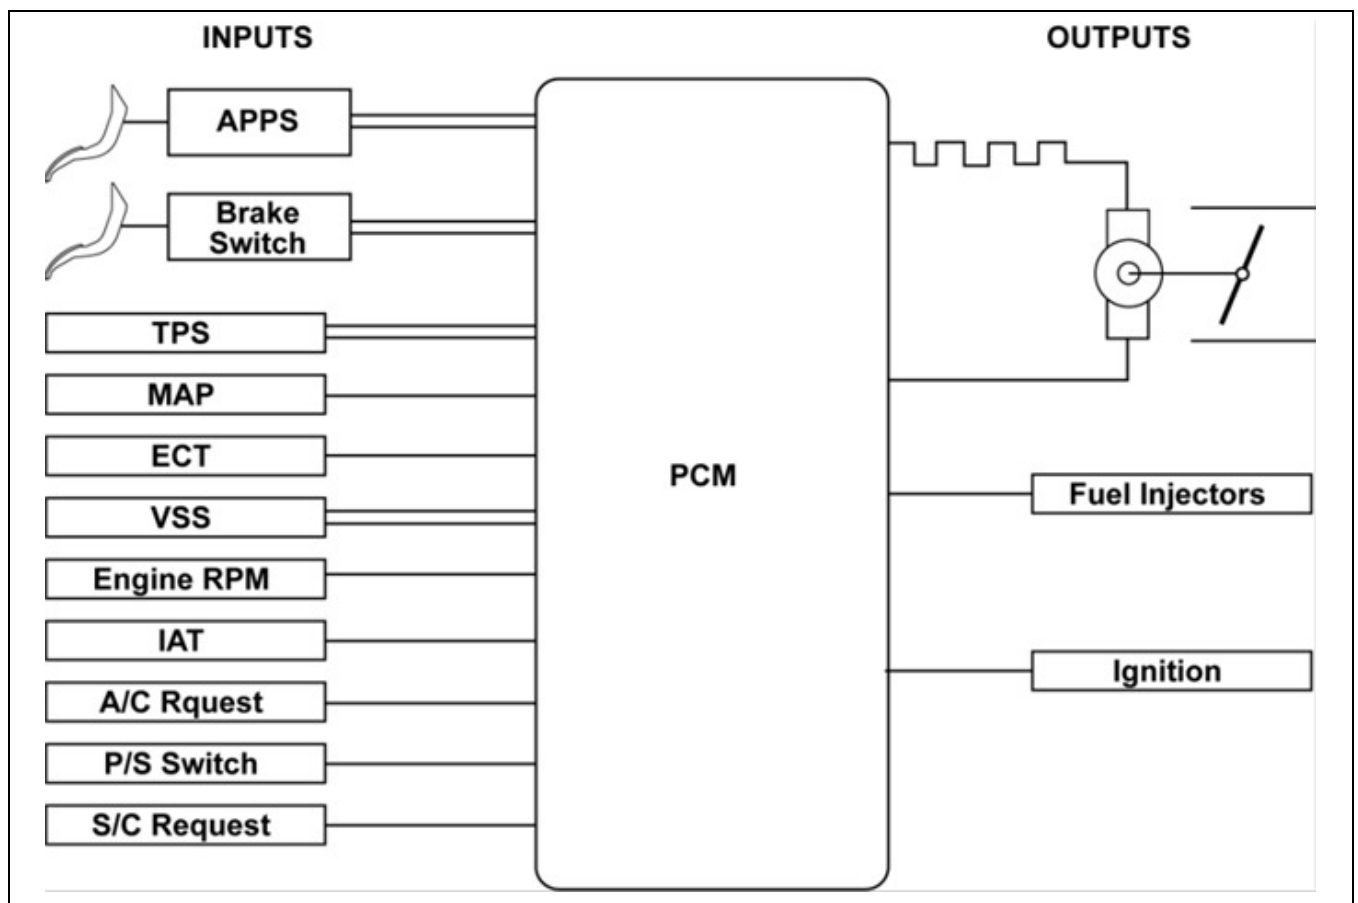 INPUTS
OUTPUTS
APPS
Brake
Switch
TPS
MAP
ECT
VSS
Engine RPM
IAT
A/C Rquest
P/S Switch
S/C Request
PCM
Fuel Injectors
Ignition